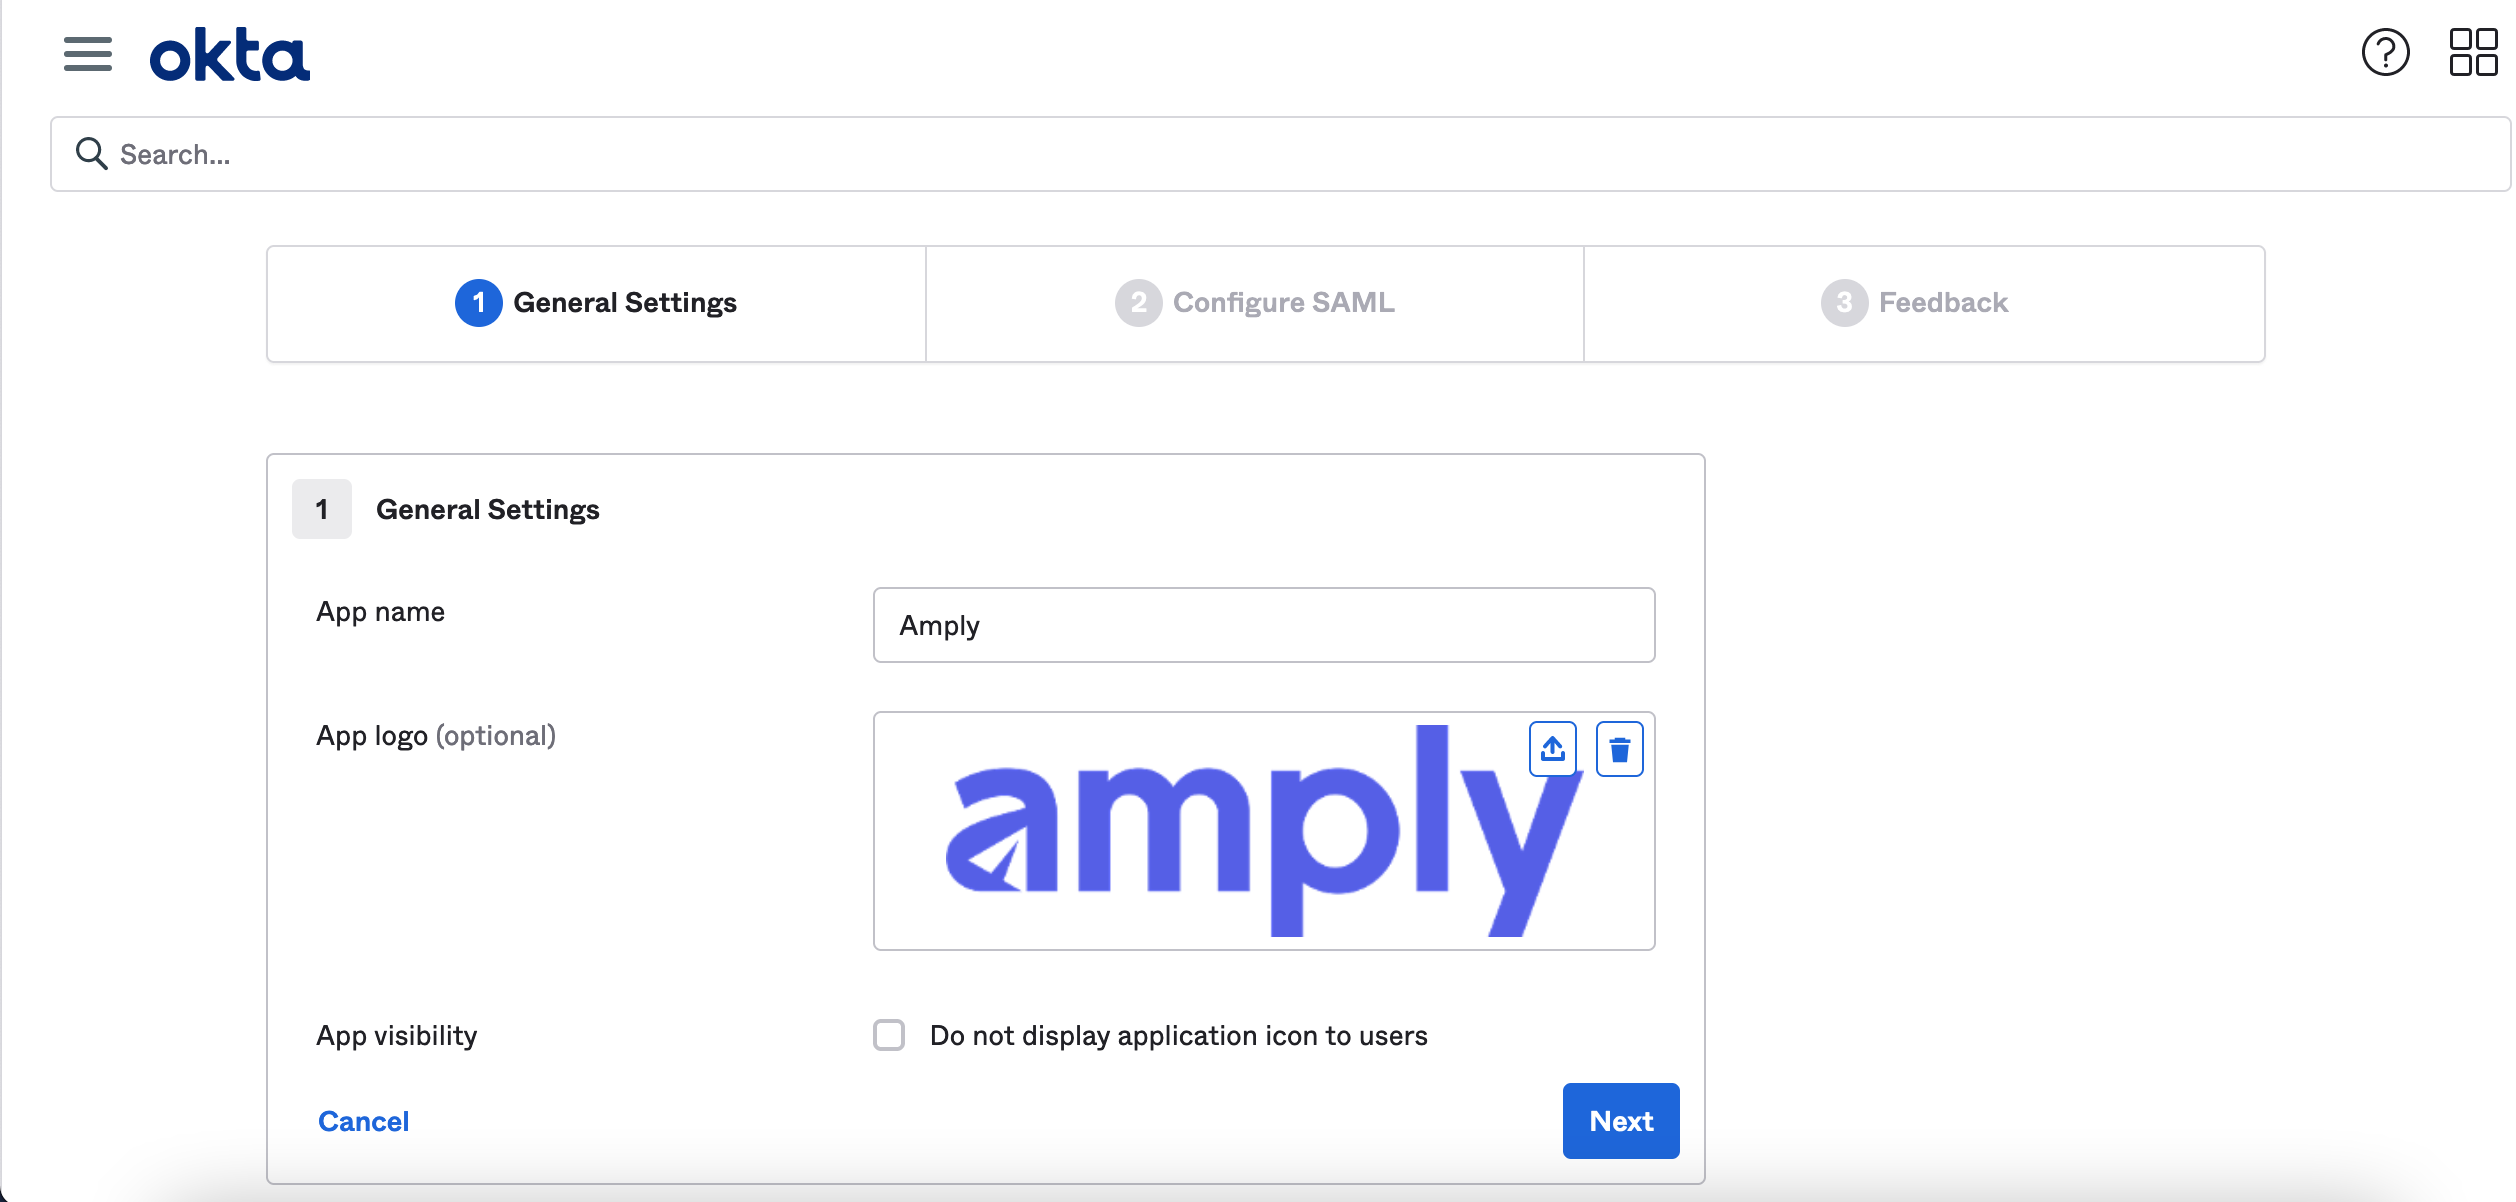 okta
Search...
1 General Settings
2 Configure SAML
3 Feedback
1 General Settings
App name
Amply
App logo (optional)
amply
App visibility
Do not display application icon to users
Cancel
Next